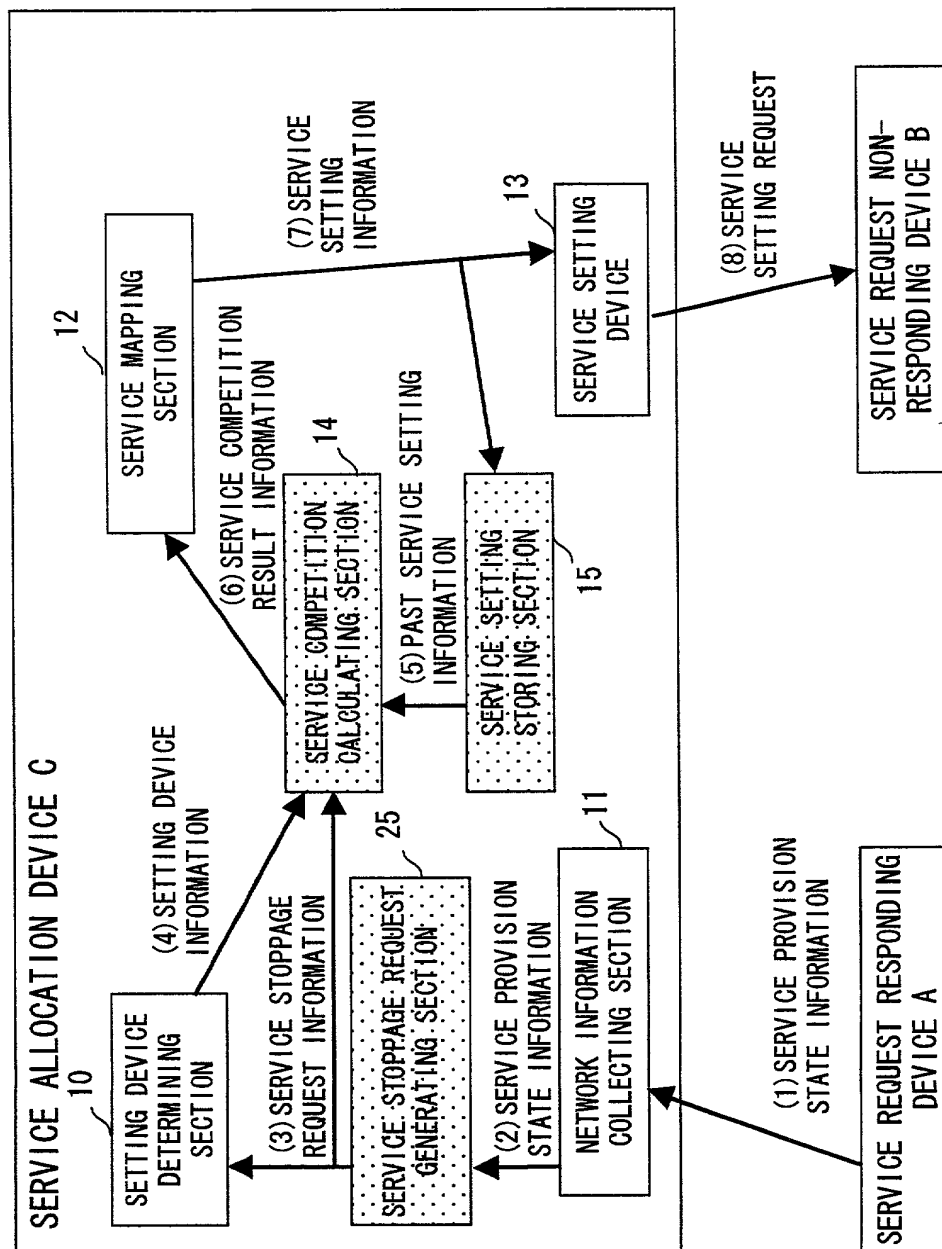 SERVICE ALLOCATION DEVICE C
10
SETTING DEVICE
DETERMINING
SECTION
(4)SETTING DEVICE
INFORMATION
(3)SERVICE STOPPAGE
REQUEST INFORMATION
25
SERVICE STOPPAGE REQUEST
GENERATING SECTION
(2)SERVICE PROVISION
STATE INFORMATION
11
NETWORK INFORMATION
COLLECTING SECTION
12
SERVICE MAPPING
SECTION
(6)SERVICE COMPETITION
RESULT INFORMATION
14
SERVICE COMPETITION
CALCULATING SECTION
(5)PAST SERVICE SETTING
INFORMATION
SERVICE SETTING
STORING SECTION
15
(7)SERVICE
SETTING
INFORMATION
13
SERVICE SETTING
DEVICE
(1)SERVICE PROVISION
STATE INFORMATION
SERVICE REQUEST RESPONDING
DEVICE A
(8)SERVICE
SETTING REQUEST
SERVICE REQUEST NON-
RESPONDING DEVICE B